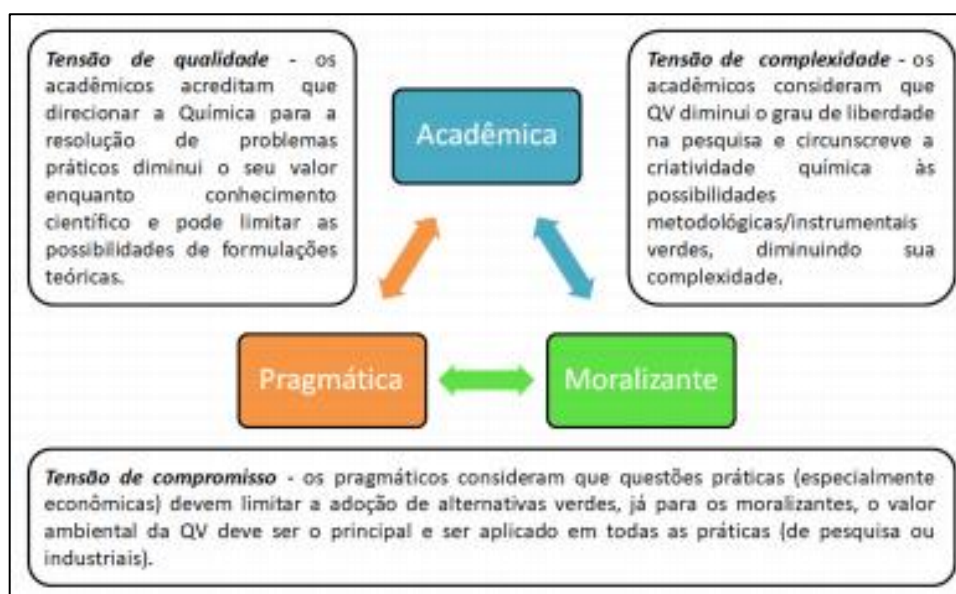 Tensão de qualidade - os
acadêmicos acreditam que
direcionar a Química para a
resolução de problemas
práticos diminui o seu valor
enquanto conhecimento
científico e pode limitar as
possibilidades de formulações
teóricas.
Acadêmica
Tensão de complexidade - os
acadêmicos consideram que
QV diminui o grau de liberdade
na pesquisa e circunscreve a
criatividade química às
possibilidades
metodológicas/instrumentais
verdes, diminuindo sua
complexidade.
Pragmática
Moralizante
Tensão de compromisso - os pragmáticos consideram que questões práticas (especialmente
econômicas) devem limitar a adoção de alternativas verdes, já para os moralizantes, o valor
ambiental da QV deve ser o principal e ser aplicado em todas as práticas (de pesquisa ou
industriais).